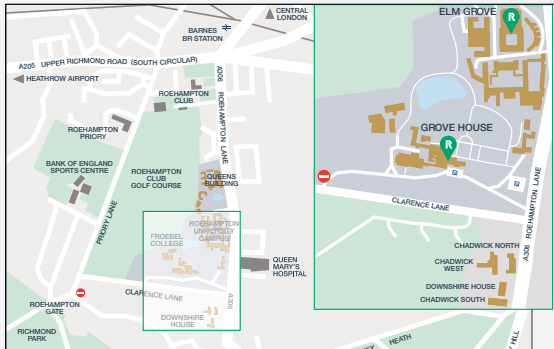 CENTRAL
LONDON
BARNES
BR STATION
A205 UPPER RICHMOND ROAD (SOUTH CIRCULAR)
HEATHROW AIRPORT
A306 ROEHAMPTON LANE
ROEHAMPTON
CLUB
ROEHAMPTON
PRIORY
BANK OF ENGLAND
SPORTS CENTRE
ROEHAMPTON
CLUB
GOLF COURSE
QUEENS
BUILDING
PRIORY LANE
FROEBEL
COLLEGE
ROEHAMPTON
UNIVERSITY
CAMPUS
QUEEN
MARY'S
HOSPITAL
CLARENCE LANE
A306
ROEHAMPTON
GATE
DOWNSHIRE
HOUSE
RICHMOND
PARK
ELM GROVE
R
GROVE HOUSE
R
CLARENCE LANE
A306 ROEHAMPTON LANE
CHADWICK NORTH
CHADWICK
WEST
DOWNSHIRE HOUSE
CHADWICK SOUTH
HEATH
HILL